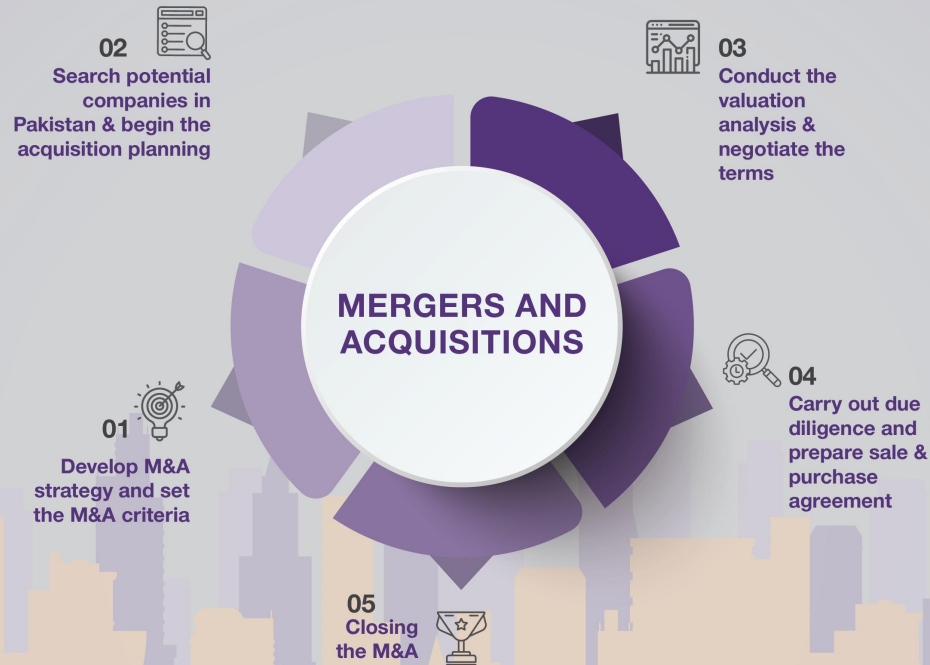 MERGERS AND
ACQUISITIONS
01
Develop M&A
strategy and set
the M&A criteria
02
Search potential
companies in
Pakistan & begin the
acquisition planning
03
Conduct the
valuation
analysis &
negotiate the
terms
04
Carry out due
diligence and
prepare sale &
purchase
agreement
05
Closing
the M&A